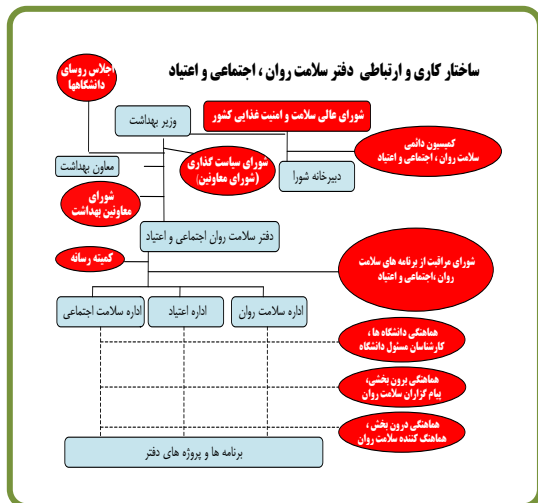 ساختار کاری و ارتباطی دفتر سلامت روان ، اجتماعی و اعتیاد
اجلاس روسای
دانشگاهها
شورای عالی سلامت و امنیت غذایی کشور
وزیر بهداشت
کمیسیون دائمی
سلامت روان ، اجتماعی و اعتیاد
شورای سیاست گذاری
(شورای معاونین)
معاون بهداشت
دبیرخانه شورا
شورای
معاونین بهداشت
دفتر سلامت روان اجتماعی و اعتیاد
کمیته رسانه
شورای مراقبت از برنامه های سلامت
روان ،اجتماعی و اعتیاد
اداره سلامت روان
اداره اعتیاد
اداره سلامت اجتماعی
هماهنگی دانشگاه ها ،
کارشناسان مسئول دانشگاه
هماهنگی برون بخشی،
پیام گزاران سلامت روان
هماهنگی درون بخش ،
هماهنگ کننده سلامت روان
برنامه ها و پروژه های دفتر